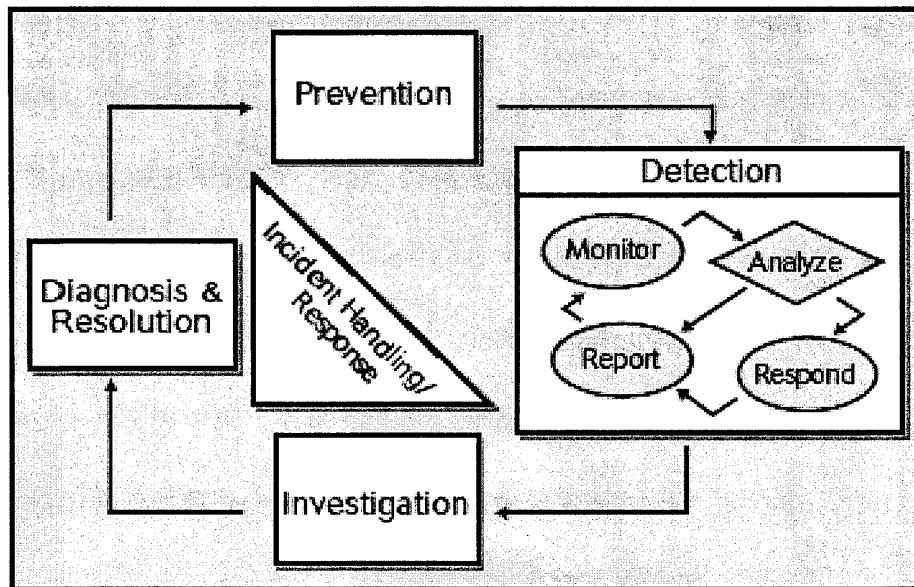 Prevention
Detection
Monitor
Analyze
Report
Respond
Diagnosis &
Resolution
Incident Handling/
Response
Investigation